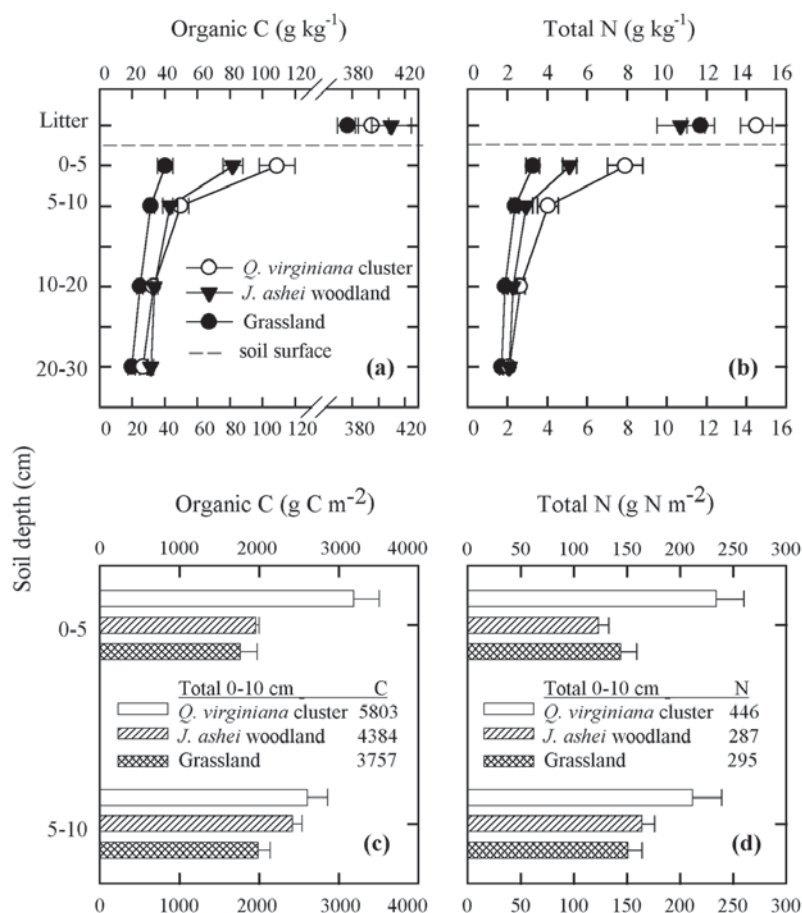 Organic C (g kg⁻¹)
Total N (g kg⁻¹)
0 20 40 60 80 100 120 380 420
0 2 4 6 8 10 12 14 16
Litter
0-5
5-10
10-20
20-30
Q. virginiana cluster
J. ashei woodland
Grassland
soil surface
(a)
(b)
0 20 40 60 80 100 120 380 420
0 2 4 6 8 10 12 14 16
Soil depth (cm)
Organic C (g C m⁻²)
Total N (g N m⁻²)
0 1000 2000 3000 4000
0 50 100 150 200 250 300
0-5
Total 0-10 cm C
Q. virginiana cluster 5803
J. ashei woodland 4384
Grassland 3757
Total 0-10 cm N
Q. virginiana cluster 446
J. ashei woodland 287
Grassland 295
5-10
(c)
(d)
0 1000 2000 3000 4000
0 50 100 150 200 250 300